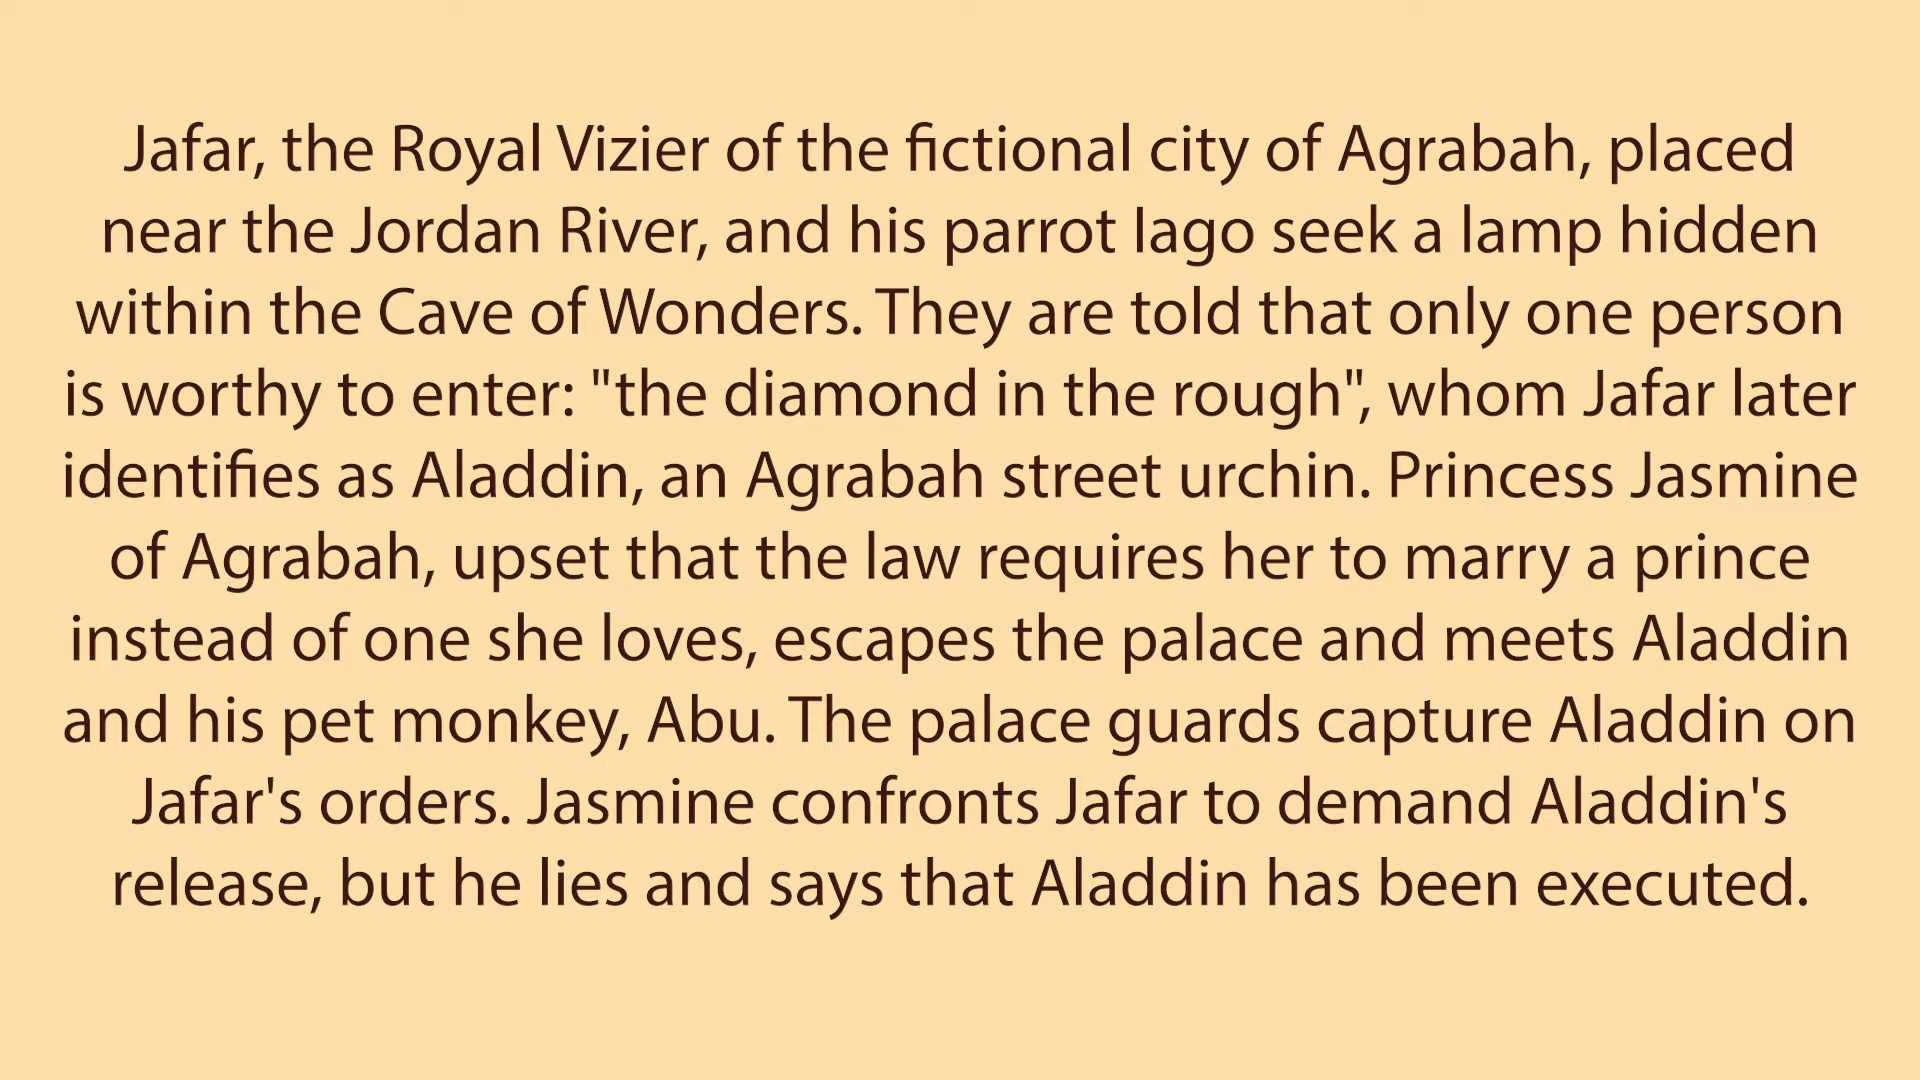 Jafar, the Royal Vizier of the fictional city of Agrabah, placed
near the Jordan River, and his parrot Iago seek a lamp hidden
within the Cave of Wonders. They are told that only one person
is worthy to enter: "the diamond in the rough", whom Jafar later
identifies as Aladdin, an Agrabah street urchin. Princess Jasmine
of Agrabah, upset that the law requires her to marry a prince
instead of one she loves, escapes the palace and meets Aladdin
and his pet monkey, Abu. The palace guards capture Aladdin on
Jafar's orders. Jasmine confronts Jafar to demand Aladdin's
release, but he lies and says that Aladdin has been executed.